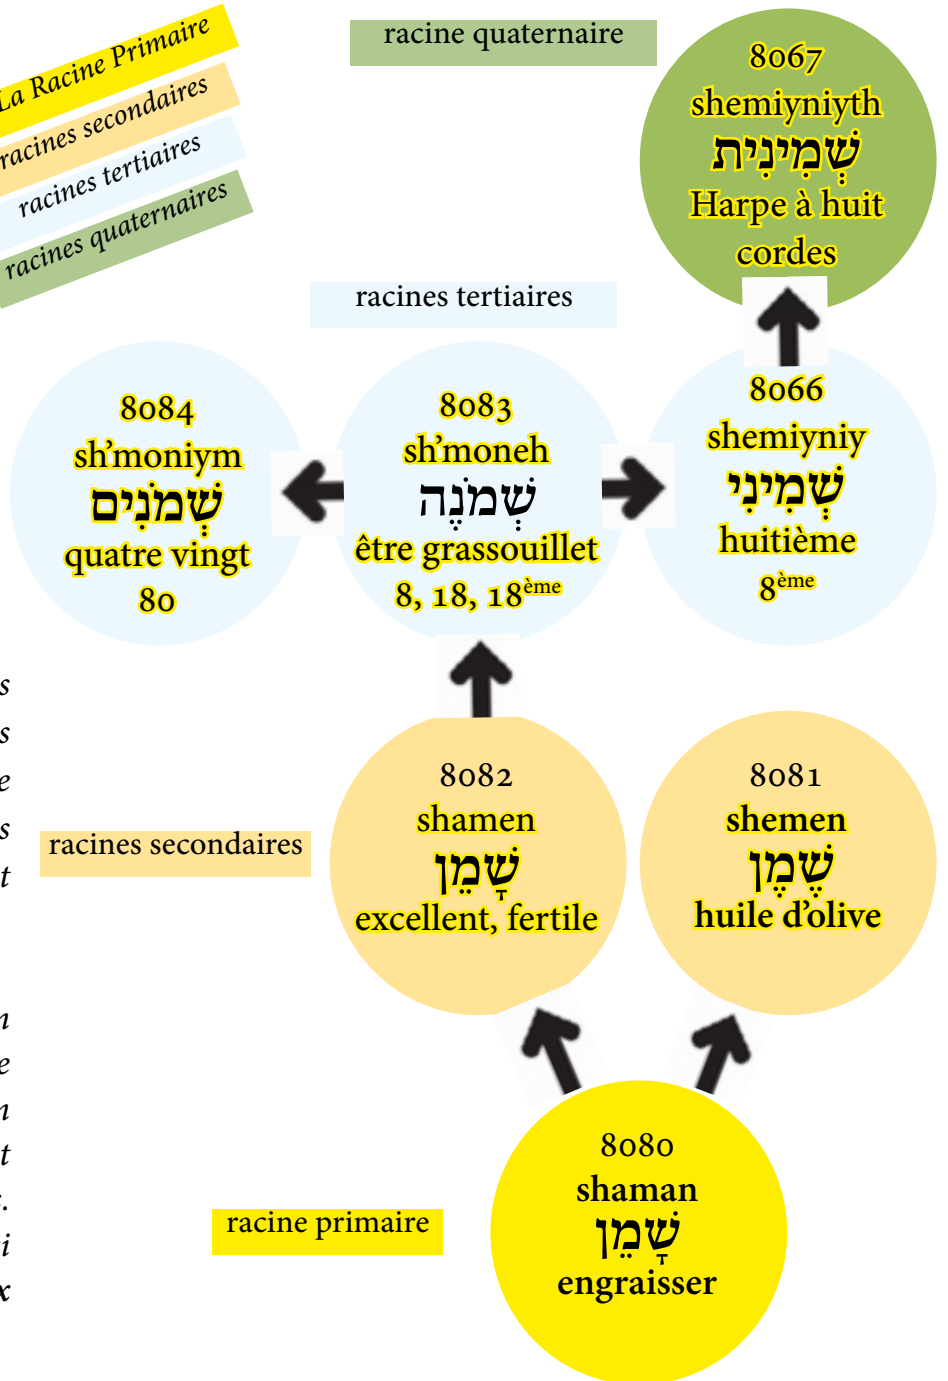 La Racine Primaire
racines secondaires
racines tertiaires
racines quaternaires
racine quaternaire
8067
shemiyniyth
שְׁמִינִית
Harpe à huit
cordes
racines tertiaires
8084
sh’moniym
שְׁמֹנִים
quatre vingt
80
8083
sh’moneh
שְׁמֹנֶה
être grassouillet
8, 18, 18ème
8066
shemiyniy
שְׁמִינִי
huitième
8ème
s
s
e
s
t
racines secondaires
8082
shamen
שָׁמֵן
excellent, fertile
8081
shemen
שֶׁמֶן
huile d’olive
n
e
n
t
.
i
x
racine primaire
8080
shaman
שָׁמֵן
engraisser